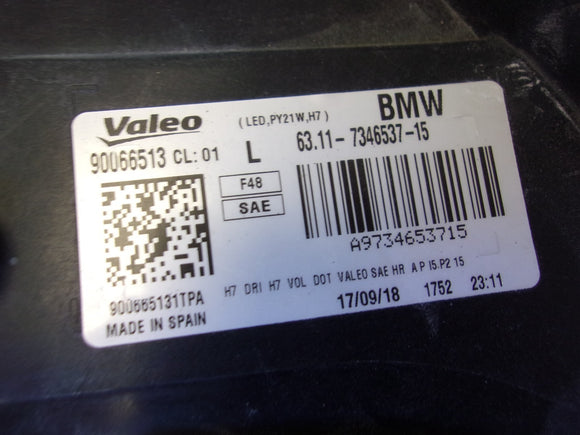 Valeo (LED,PY21W,H7) BMW
90066513 CL:01 L 63.11-7346537-15
F48
SAE
A9734653715
H7 DRI H7 VOL DOT VALEO SAE HR A P I5.P2 15
900665131TPA
MADE IN SPAIN
17/09/18 1752 23:11